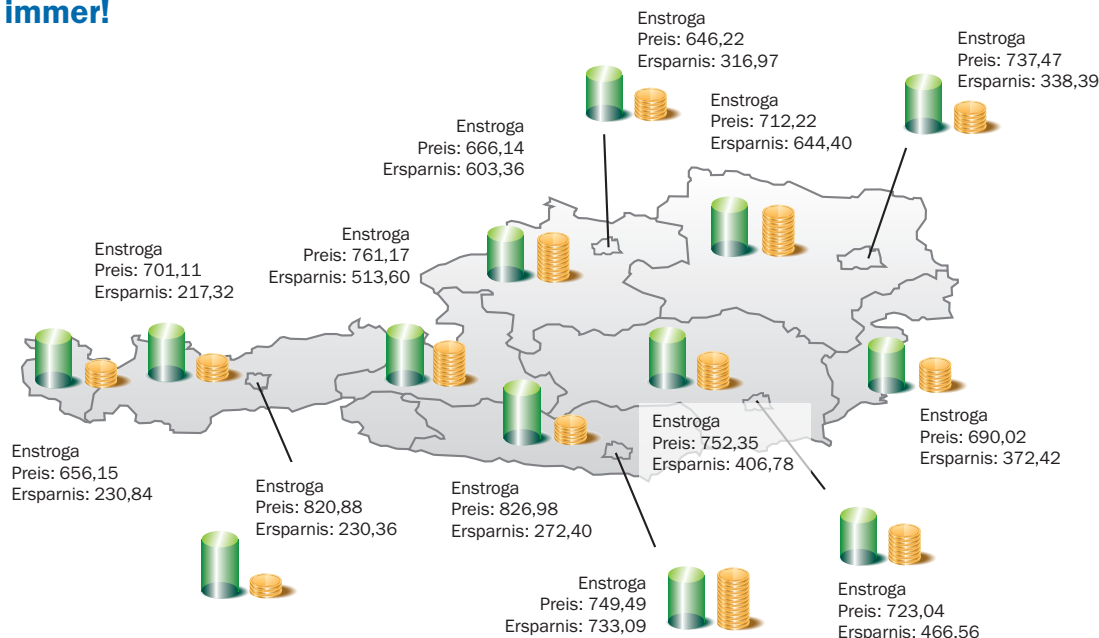 immer!
Enstroga
Preis: 646,22
Ersparnis: 316,97
Enstroga
Preis: 737,47
Ersparnis: 338,39
Enstroga
Preis: 712,22
Ersparnis: 644,40
Enstroga
Preis: 666,14
Ersparnis: 603,36
Enstroga
Preis: 761,17
Ersparnis: 513,60
Enstroga
Preis: 701,11
Ersparnis: 217,32
Enstroga
Preis: 656,15
Ersparnis: 230,84
Enstroga
Preis: 820,88
Ersparnis: 230,36
Enstroga
Preis: 826,98
Ersparnis: 272,40
Enstroga
Preis: 752,35
Ersparnis: 406,78
Enstroga
Preis: 690,02
Ersparnis: 372,42
Enstroga
Preis: 749,49
Ersparnis: 733,09
Enstroga
Preis: 723,04
Ersparnis: 466,56